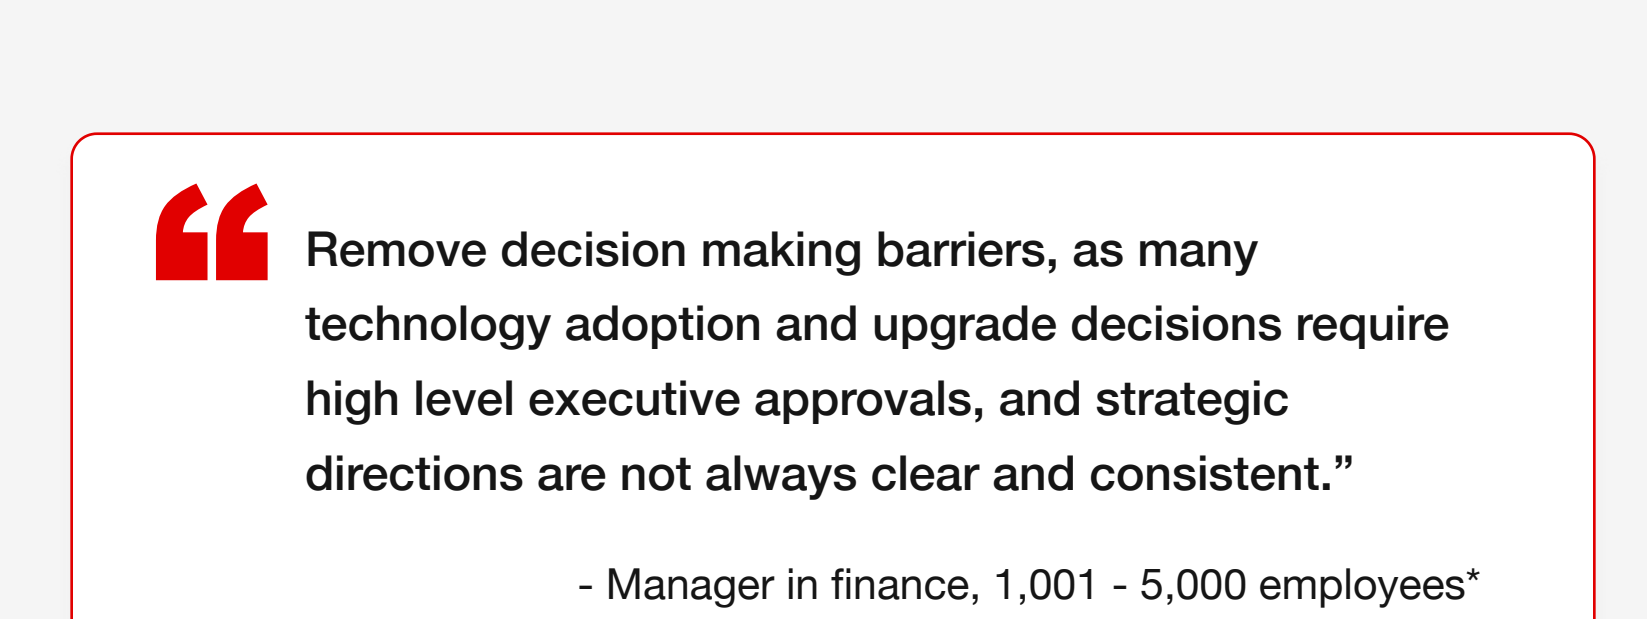 “Remove decision making barriers, as many
technology adoption and upgrade decisions require
high level executive approvals, and strategic
directions are not always clear and consistent.”
- Manager in finance, 1,001 - 5,000 employees*